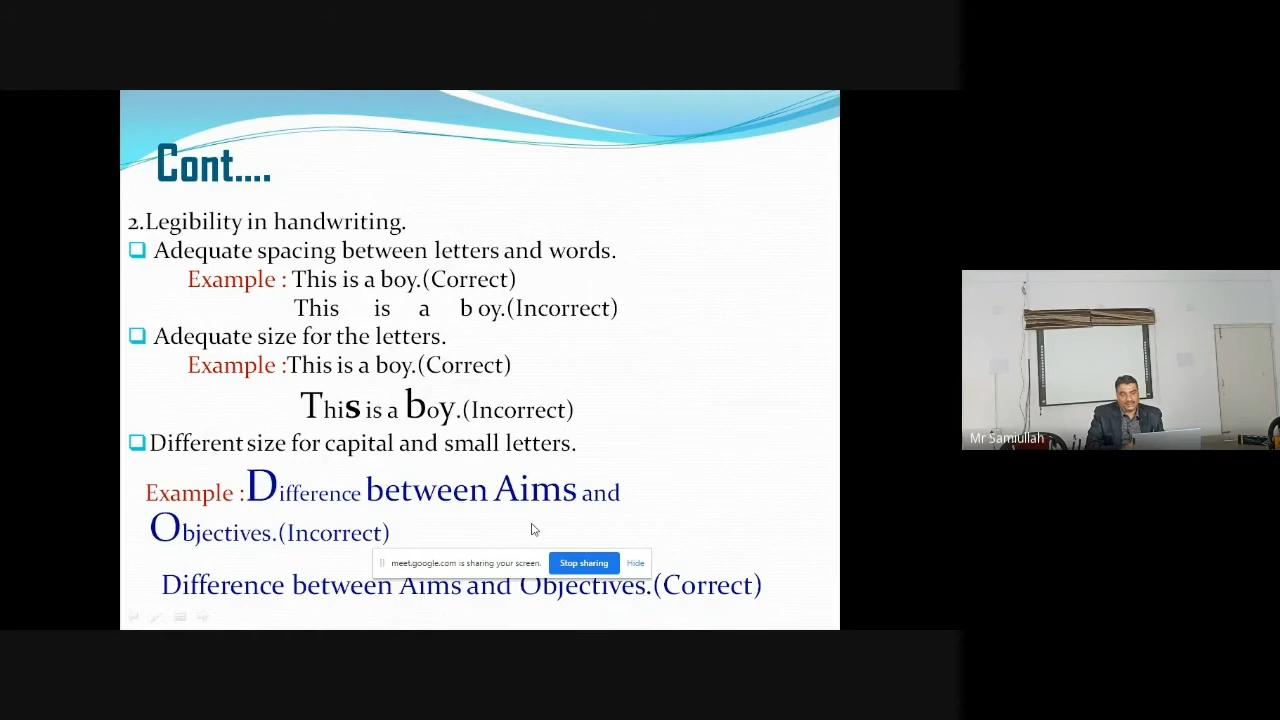 Cont....
2.Legibility in handwriting.
Adequate spacing between letters and words.
Example : This is a boy.(Correct)
This is a b oy.(Incorrect)
Adequate size for the letters.
Example :This is a boy.(Correct)
This is a boy.(Incorrect)
Different size for capital and small letters.
Example :Difference between Aims and
Objectives.(Incorrect)
meet.google.com is sharing your screen. Stop sharing Hide
Difference between Aims and Objectives.(Correct)
Mr Samiullah